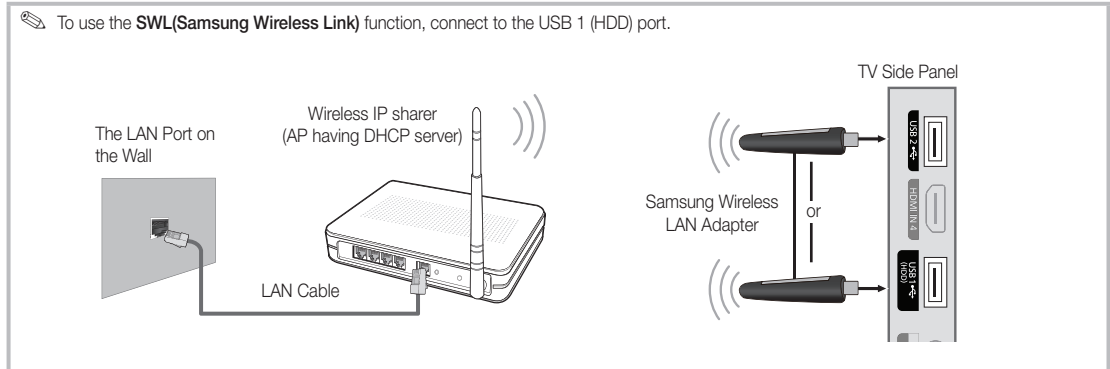 To use the SWL(Samsung Wireless Link) function, connect to the USB 1 (HDD) port.
TV Side Panel
Wireless IP sharer
(AP having DHCP server)
The LAN Port on
the Wall
LAN Cable
Samsung Wireless
LAN Adapter
or
USB 2
HDMI IN 4
USB 1
(HDD)